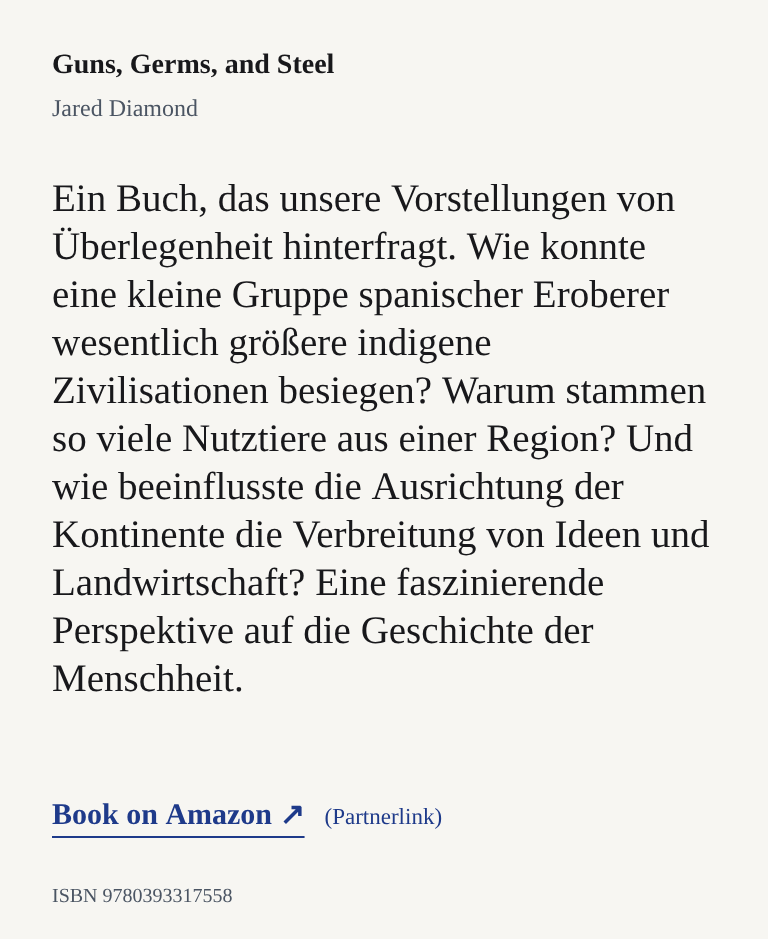 Guns, Germs, and Steel
Jared Diamond
Ein Buch, das unsere Vorstellungen von
Überlegenheit hinterfragt. Wie konnte
eine kleine Gruppe spanischer Eroberer
wesentlich größere indigene
Zivilisationen besiegen? Warum stammen
so viele Nutztiere aus einer Region? Und
wie beeinflusste die Ausrichtung der
Kontinente die Verbreitung von Ideen und
Landwirtschaft? Eine faszinierende
Perspektive auf die Geschichte der
Menschheit.
Book on Amazon ↗ (Partnerlink)
ISBN 9780393317558